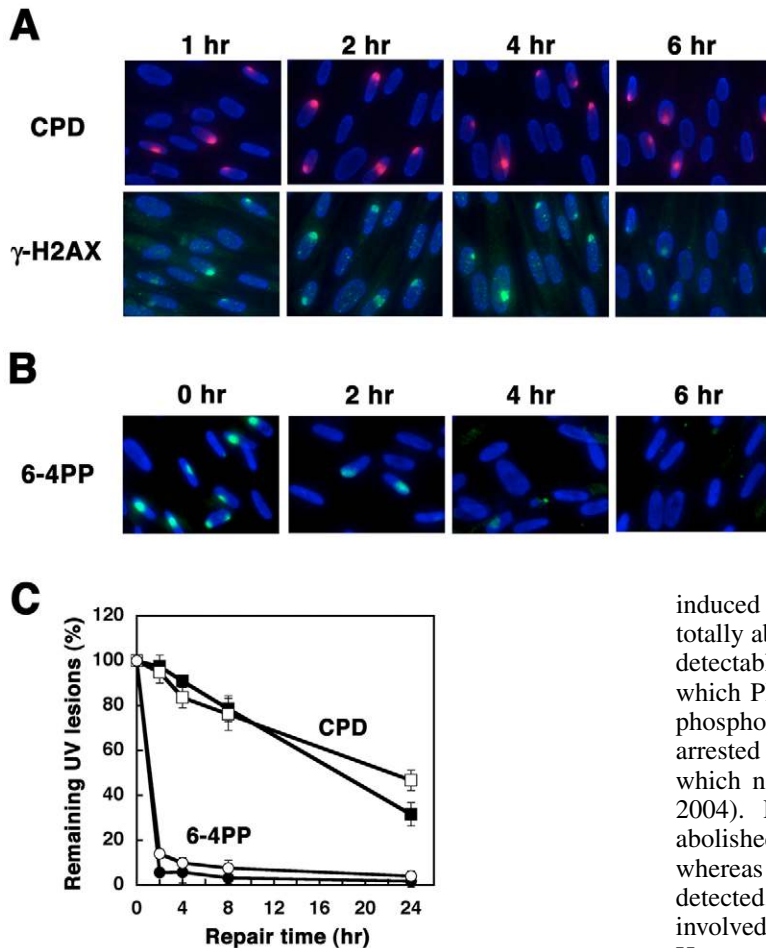 A
1 hr 2 hr 4 hr 6 hr
CPD
γ-H2AX
B
0 hr 2 hr 4 hr 6 hr
6-4PP
C
Remaining UV lesions (%)
120
100
80
60
40
20
0
CPD
6-4PP
0 4 8 12 16 20 24
Repair time (hr)
induced
totally
detectabl
which P
phospho
arrested
which n
2004).
abolishe
whereas
detected
involved